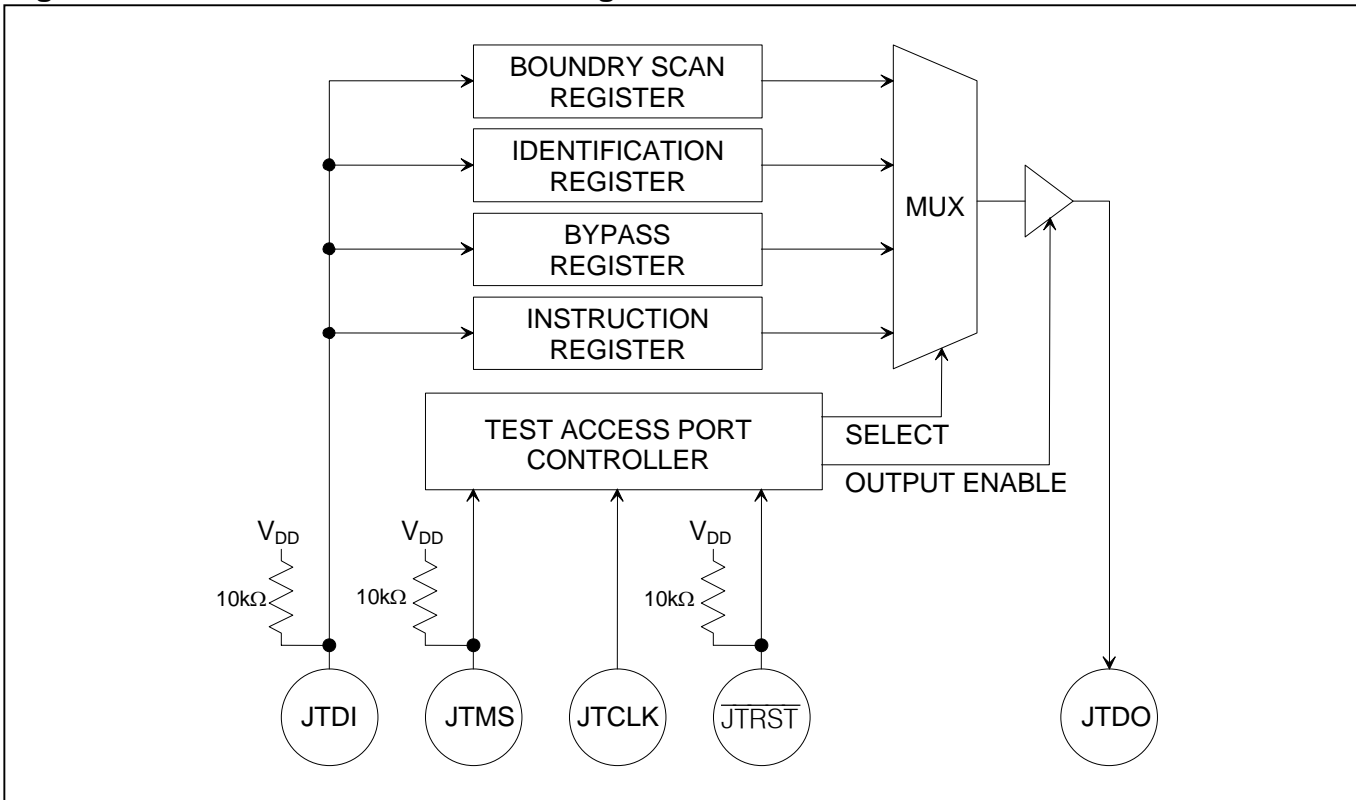 BOUNDRY SCAN
REGISTER
IDENTIFICATION
REGISTER
BYPASS
REGISTER
INSTRUCTION
REGISTER
MUX
TEST ACCESS PORT
CONTROLLER
SELECT
OUTPUT ENABLE
VDD
10kΩ
VDD
10kΩ
VDD
10kΩ
JTDI
JTMS
JTCLK
JTRST
JTDO